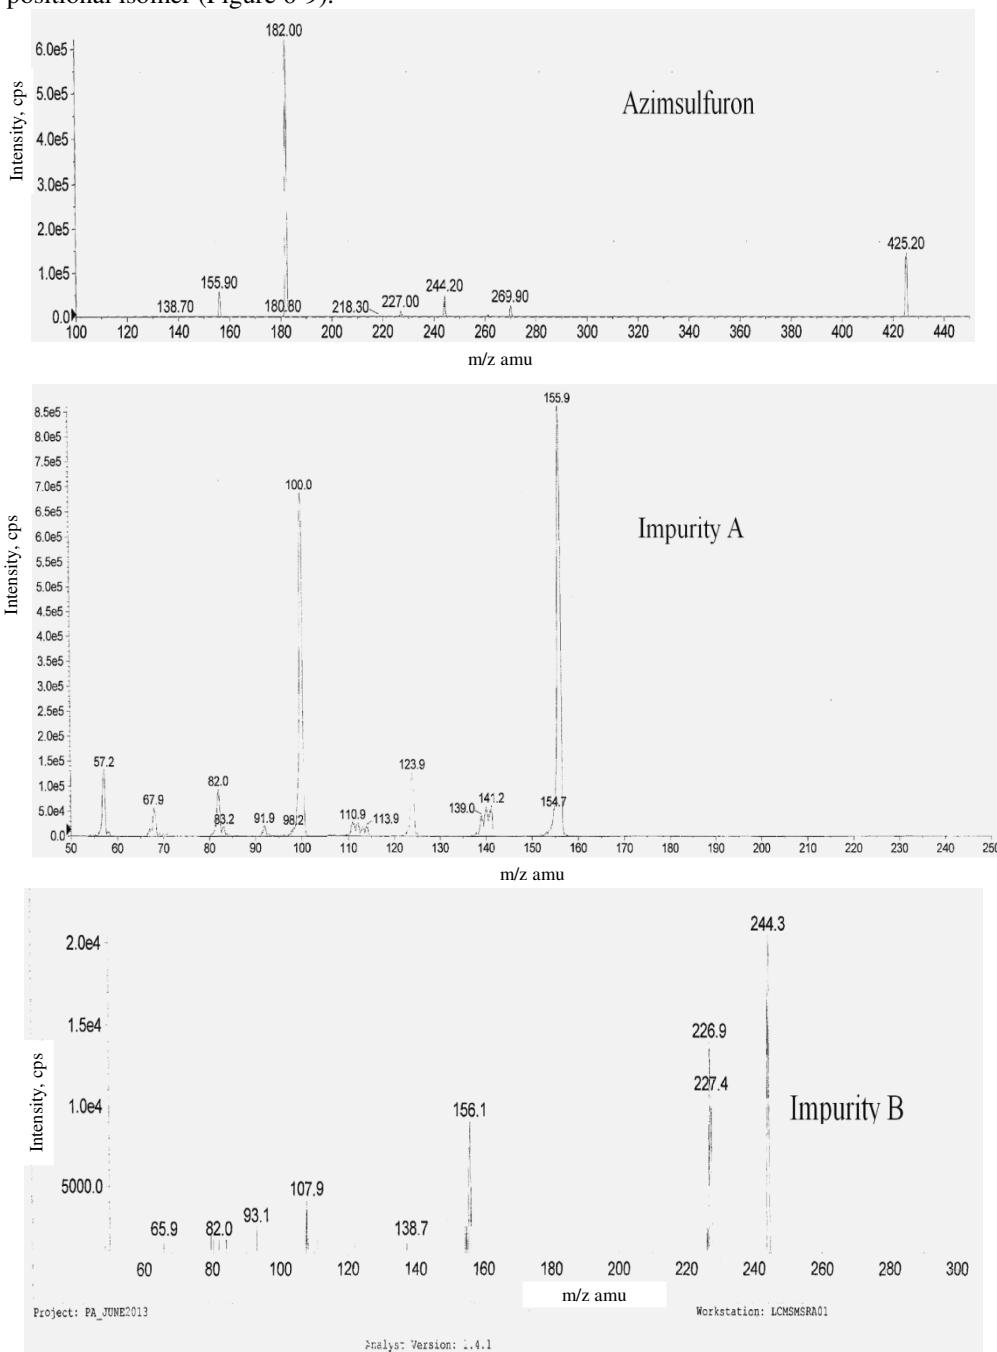 positional isomer (Figure 6-9).
182.00
6.0e5
5.0e5
4.0e5
3.0e5
2.0e5
1.0e5
0.0
Intensity, cps
Azimsulfuron
425.20
155.90
138.70
180.80
218.30
227.00
244.20
269.90
100 120 140 160 180 200 220 240 260 280 300 320 340 360 380 400 420 440
m/z amu
155.9
8.5e5
8.0e5
7.5e5
7.0e5
6.5e5
6.0e5
5.5e5
5.0e5
4.5e5
4.0e5
3.5e5
3.0e5
2.5e5
2.0e5
1.5e5
1.0e5
5.0e4
0.0
Intensity, cps
100.0
Impurity A
57.2
67.9
82.0
83.2
91.9
98.2
110.9
113.9
123.9
139.0
141.2
154.7
50 60 70 80 90 100 110 120 130 140 150 160 170 180 190 200 210 220 230 240 250
m/z amu
244.3
2.0e4
1.5e4
1.0e4
5000.0
Intensity, cps
226.9
227.4
Impurity B
156.1
107.9
93.1
65.9
82.0
138.7
60 80 100 120 140 160 180 200 220 240 260 280 300
m/z amu
Project: PA_JUNE2013
Workstation: LCMSMSRA01
Analyst Version: 1.4.1